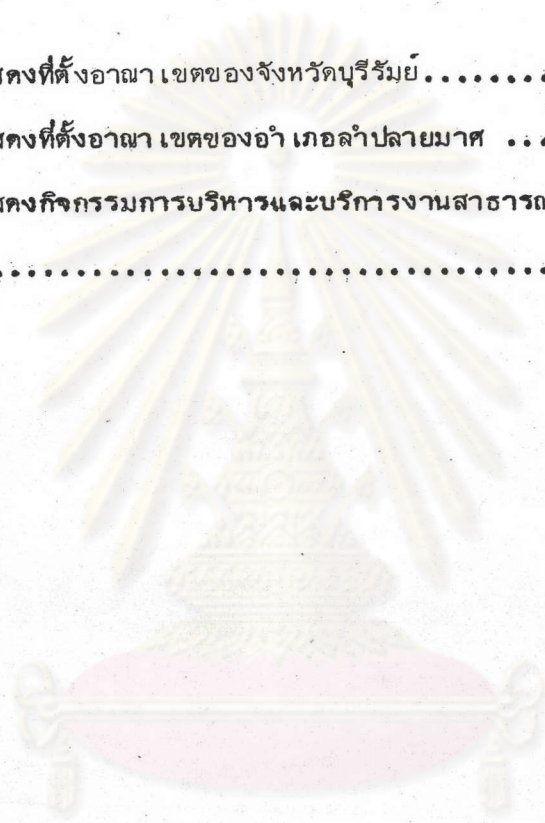 สดงที่ตั้งอาณาเขตของจังหวัดบุรีรัมย์........
สดงที่ตั้งอาณาเขตของอำเภอลำปลายมาศ ...
สดงกิจกรรมการบริหารและบริการงานสาธารณ
....................................